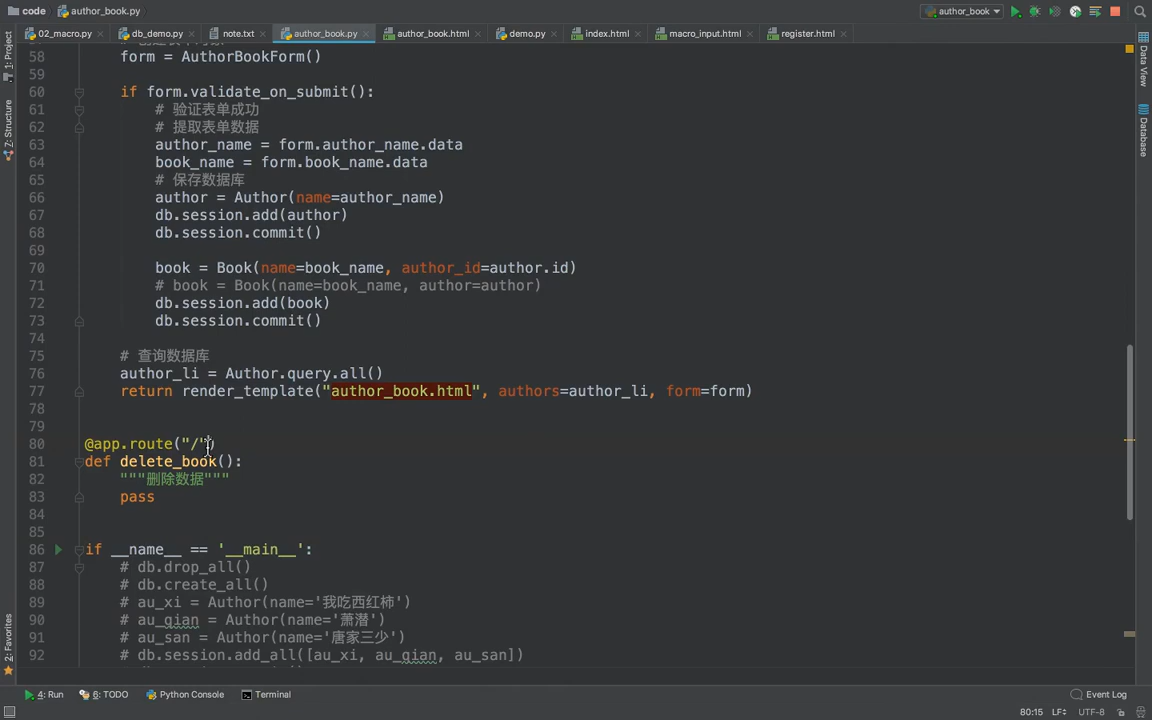 code author_book.py author_book
02_macro.py db_demo.py note.txt author_book.py author_book.html demo.py index.html macro_input.html register.html
1: Project
Z: Structure
2: Favorites
Data View
Database
58 form = AuthorBookForm()
59
60 if form.validate_on_submit():
61 # 验证表单成功
62 # 提取表单数据
63 author_name = form.author_name.data
64 book_name = form.book_name.data
65 # 保存数据库
66 author = Author(name=author_name)
67 db.session.add(author)
68 db.session.commit()
69
70 book = Book(name=book_name, author_id=author.id)
71 # book = Book(name=book_name, author=author)
72 db.session.add(book)
73 db.session.commit()
74
75 # 查询数据库
76 author_li = Author.query.all()
77 return render_template("author_book.html", authors=author_li, form=form)
78
79
80 @app.route("/")
81 def delete_book():
82 """删除数据"""
83 pass
84
85
86 if __name__ == '__main__':
87 # db.drop_all()
88 # db.create_all()
89 # au_xi = Author(name='我吃西红柿')
90 # au_qian = Author(name='萧潜')
91 # au_san = Author(name='唐家三少')
92 # db.session.add_all([au_xi, au_qian, au_san])
4: Run 6: TODO Python Console Terminal Event Log
80:15 LF÷ UTF-8